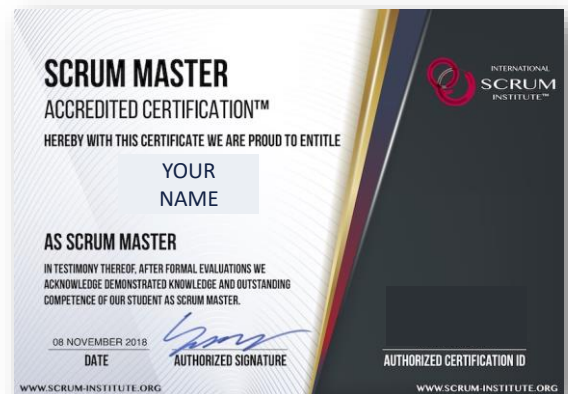 SCRUM MASTER
ACCREDITED CERTIFICATION™
HEREBY WITH THIS CERTIFICATE WE ARE PROUD TO ENTITLE
YOUR
NAME
AS SCRUM MASTER
IN TESTIMONY THEREOF, AFTER FORMAL EVALUATIONS WE
ACKNOWLEDGE DEMONSTRATED KNOWLEDGE AND OUTSTANDING
COMPETENCE OF OUR STUDENT AS SCRUM MASTER.
08 NOVEMBER 2018
DATE
AUTHORIZED SIGNATURE
WWW.SCRUM-INSTITUTE.ORG
INTERNATIONAL
SCRUM
INSTITUTE™
AUTHORIZED CERTIFICATION ID
WWW.SCRUM-INSTITUTE.ORG